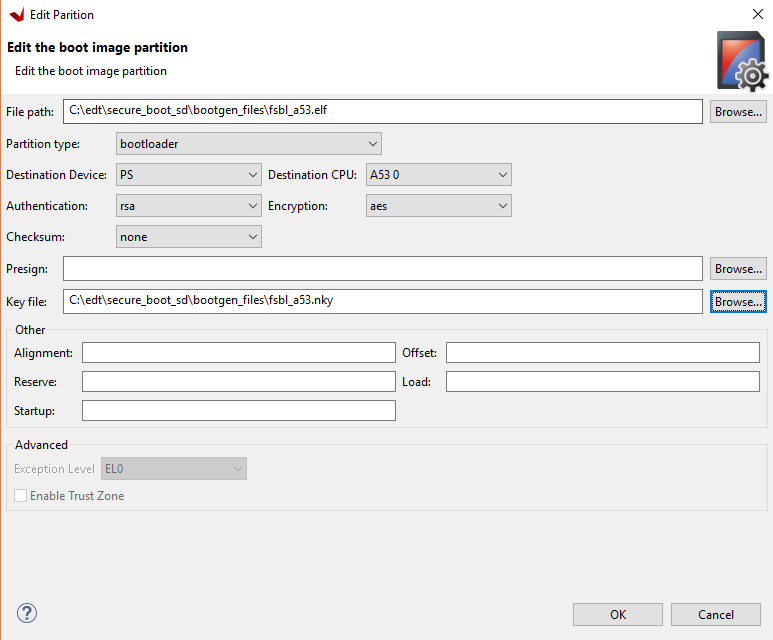 Edit Parition
Edit the boot image partition
Edit the boot image partition
File path: C:\edt\secure_boot_sd\bootgen_files\fsbl_a53.elf Browse...
Partition type: bootloader
Destination Device: PS Destination CPU: A53 0
Authentication: rsa Encryption: aes
Checksum: none
Presign: Browse...
Key file: C:\edt\secure_boot_sd\bootgen_files\fsbl_a53.nky Browse...
Other
Alignment: Offset:
Reserve: Load:
Startup:
Advanced
Exception Level EL0
Enable Trust Zone
? OK Cancel